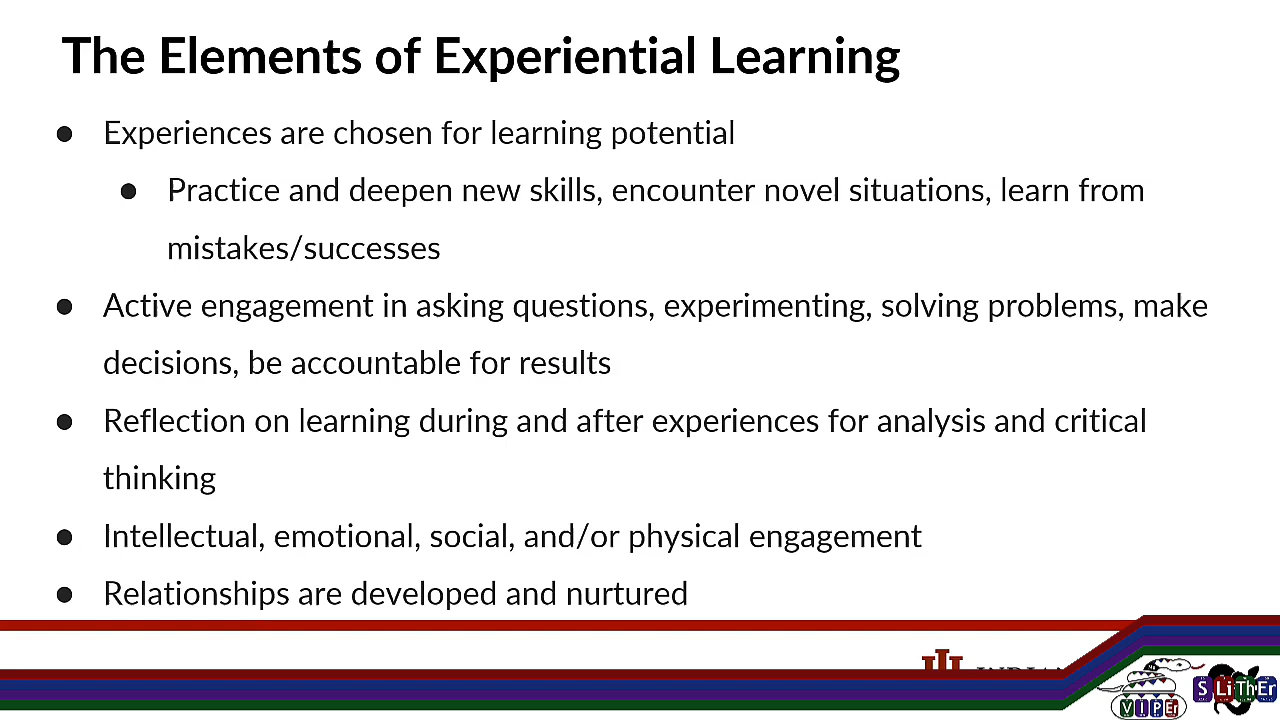 The Elements of Experiential Learning
● Experiences are chosen for learning potential
● Practice and deepen new skills, encounter novel situations, learn from
mistakes/successes
● Active engagement in asking questions, experimenting, solving problems, make
decisions, be accountable for results
● Reflection on learning during and after experiences for analysis and critical
thinking
● Intellectual, emotional, social, and/or physical engagement
● Relationships are developed and nurtured
VIPEr
SLiThEr